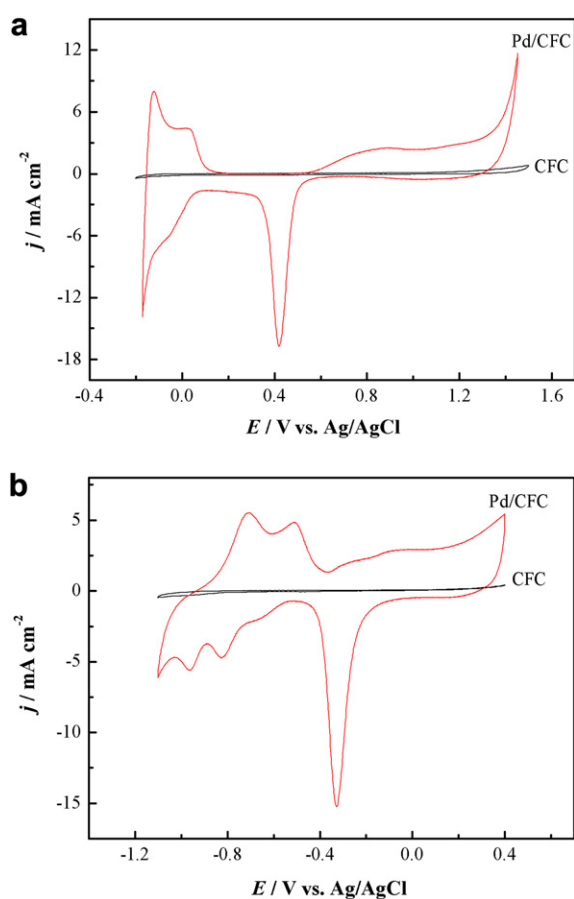 a
12
6
0
-6
-12
-18
j / mA cm-2
Pd/CFC
CFC
-0.4 0.0 0.4 0.8 1.2 1.6
E / V vs. Ag/AgCl
b
5
0
-5
-10
-15
j / mA cm-2
Pd/CFC
CFC
-1.2 -0.8 -0.4 0.0 0.4
E / V vs. Ag/AgCl